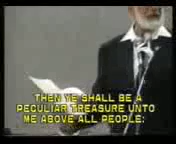 THEN YE SHALL BE A
PECULIAR TREASURE UNTO
ME ABOVE ALL PEOPLE: